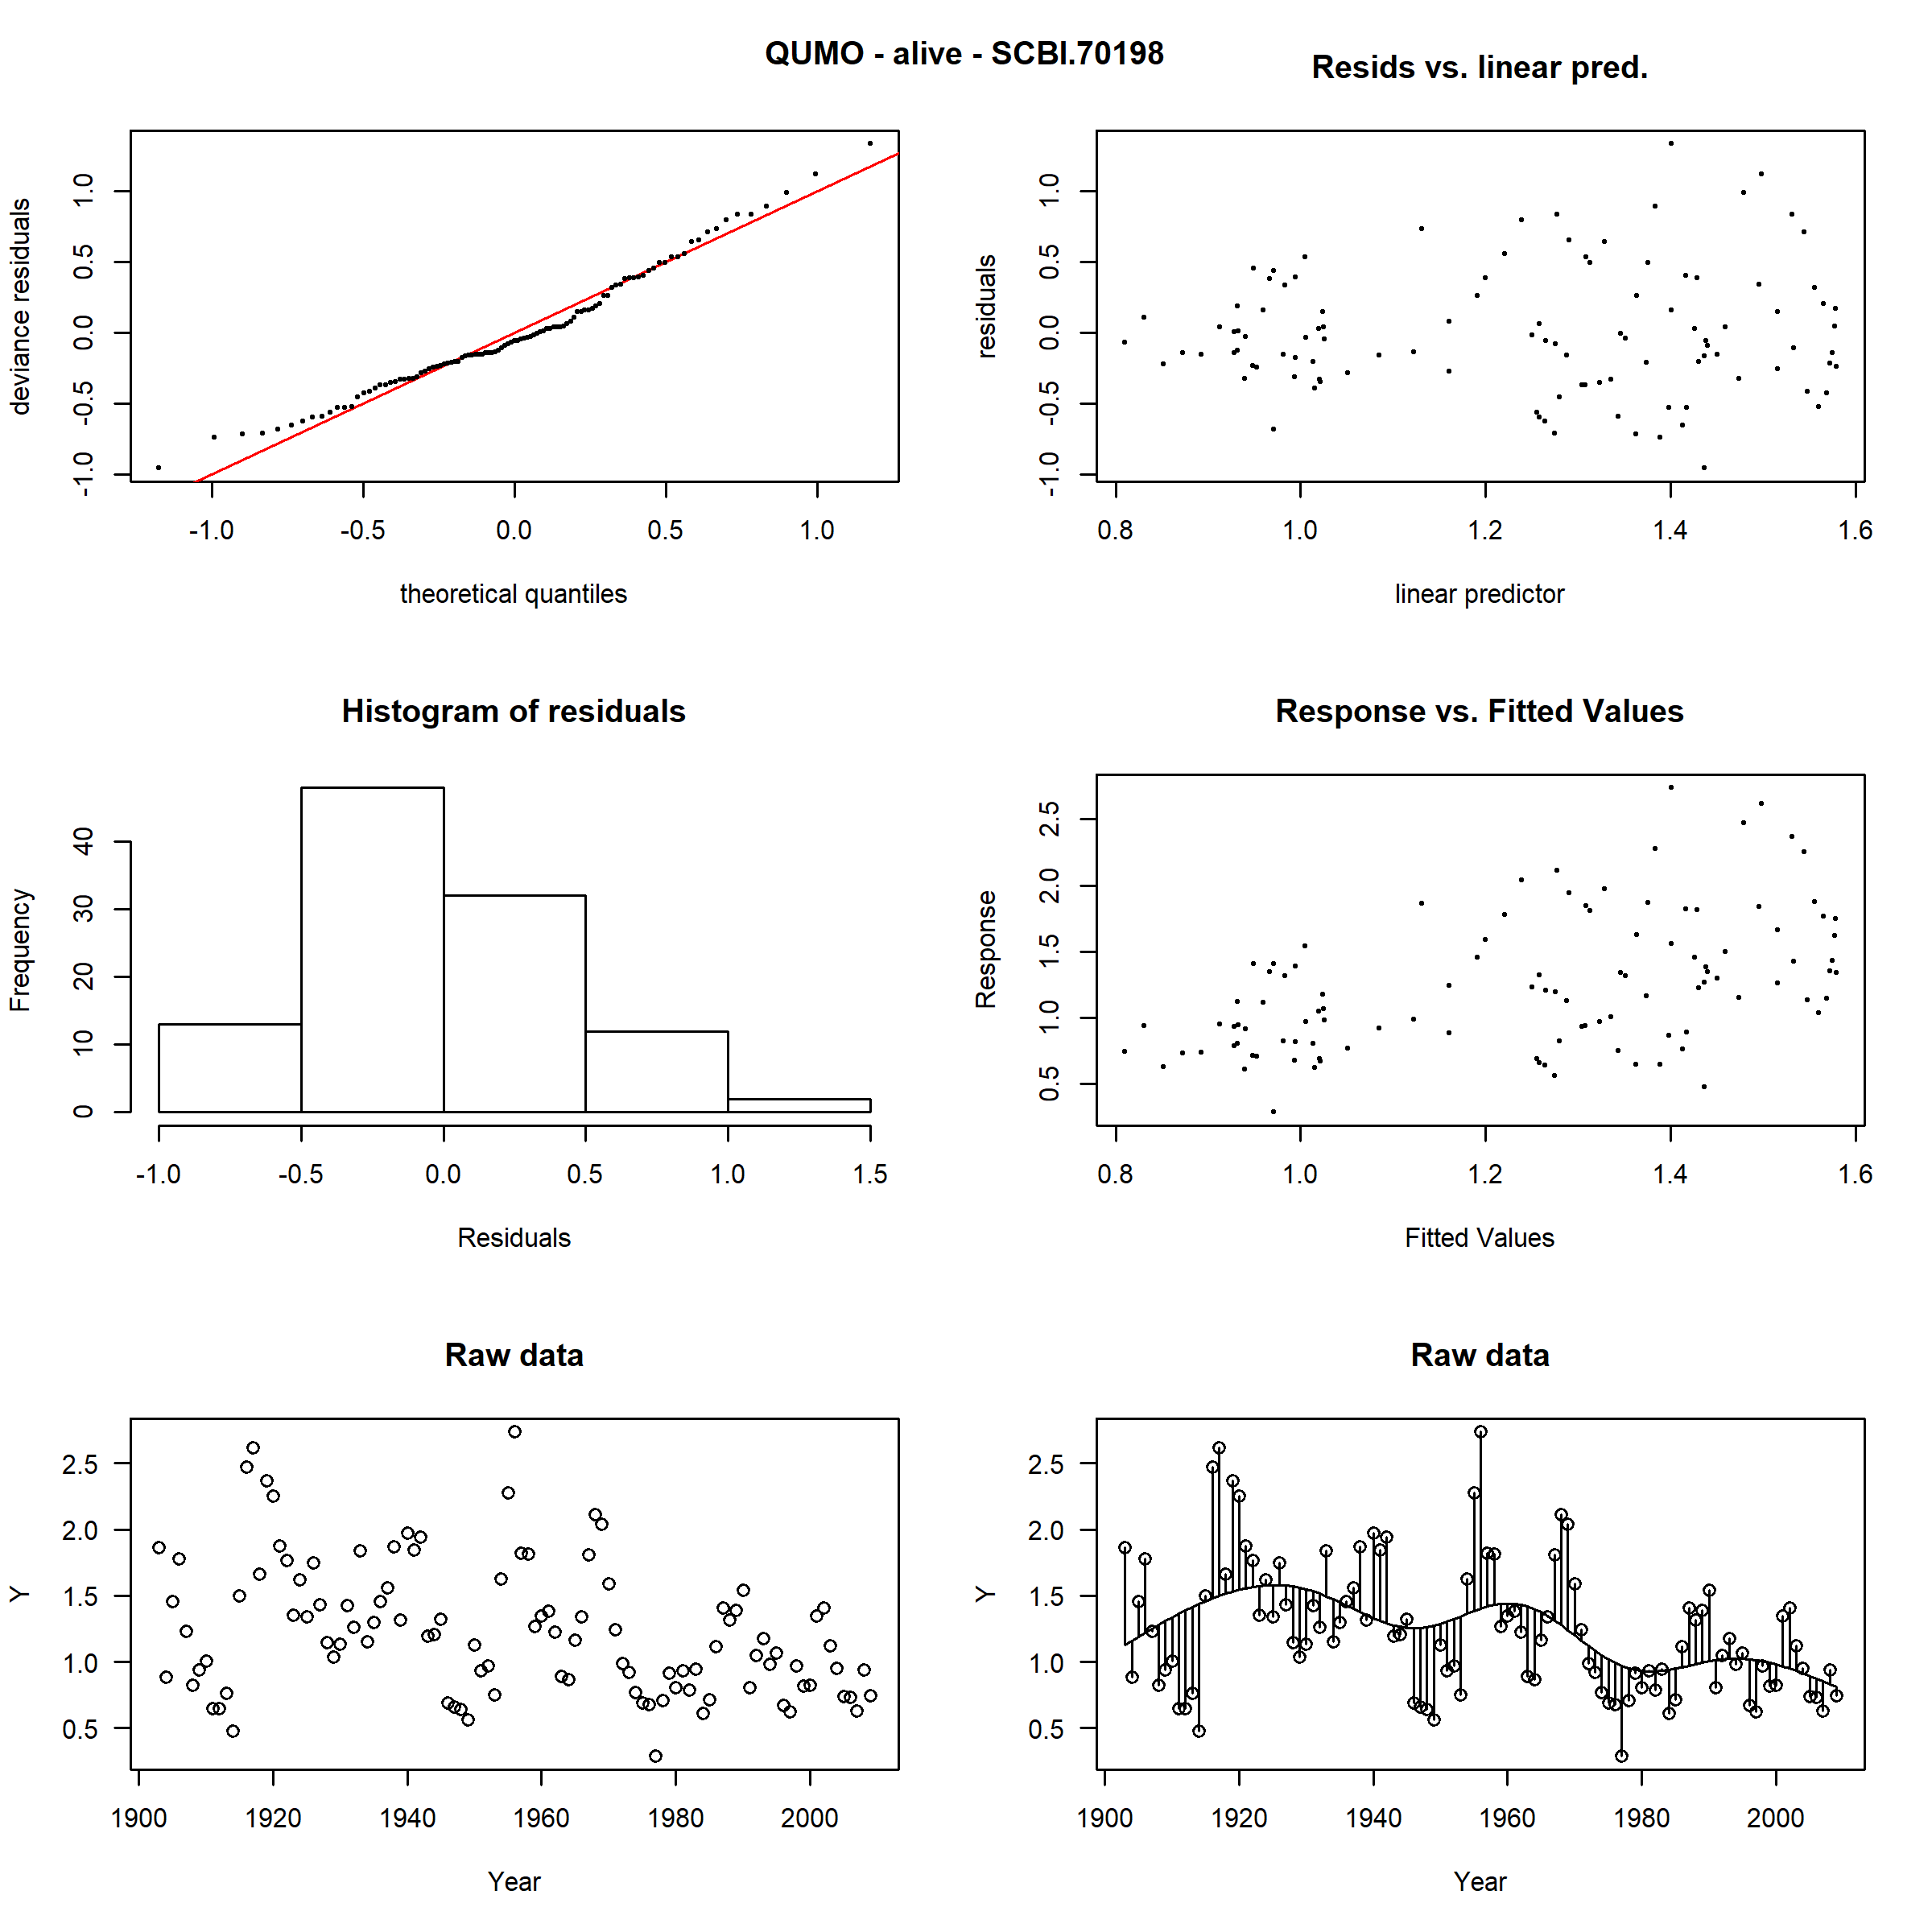 QUMO - alive - SCBI.70198
Resids vs. linear pred.
deviance residuals
-1.0 -0.5 0.0 0.5 1.0
-1.0 -0.5 0.0 0.5 1.0
theoretical quantiles
residuals
-1.0 -0.5 0.0 0.5 1.0
0.8 1.0 1.2 1.4 1.6
linear predictor
Histogram of residuals
Frequency
0 10 20 30 40
-1.0 -0.5 0.0 0.5 1.0 1.5
Residuals
Response vs. Fitted Values
Response
0.5 1.0 1.5 2.0 2.5
0.8 1.0 1.2 1.4 1.6
Fitted Values
Raw data
Y
2.5
2.0
1.5
1.0
0.5
1900 1920 1940 1960 1980 2000
Year
Raw data
Y
2.5
2.0
1.5
1.0
0.5
1900 1920 1940 1960 1980 2000
Year